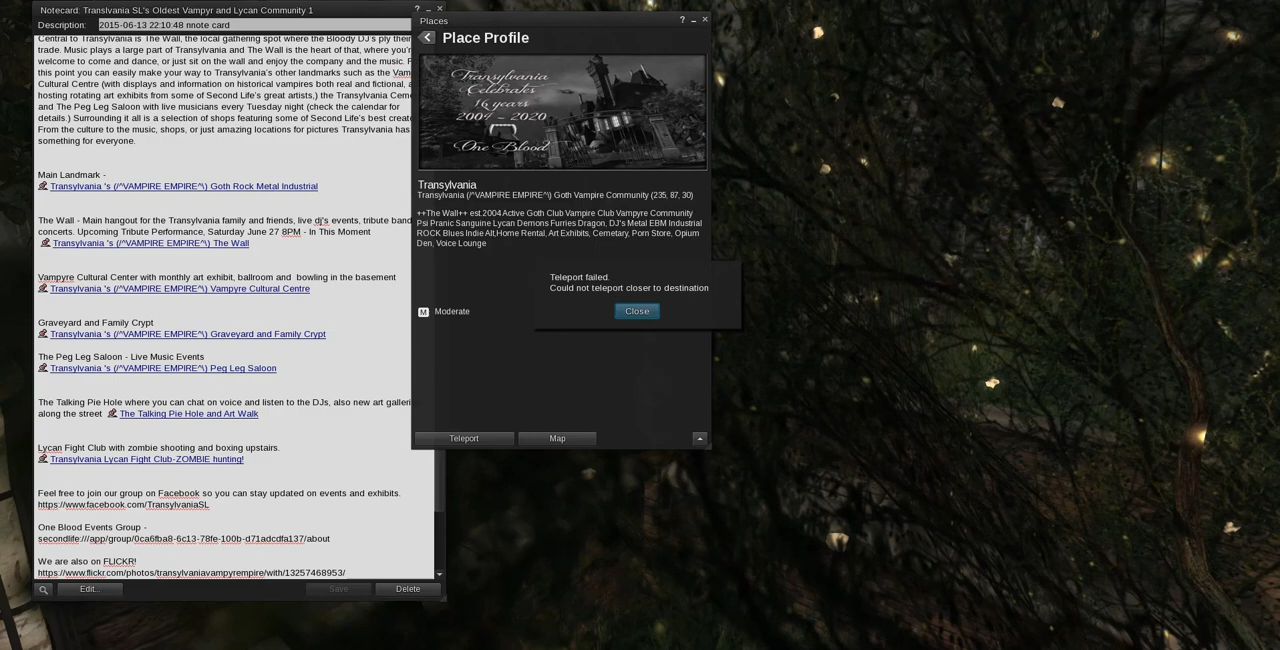 Notecard: Translvania SL's Oldest Vampyr and Lycan Community 1
Description: 2015-06-13 22:10:48 nnote card
Central to Transylvania is The Wall, the local gathering spot where the Bloody DJ's ply their
trade. Music plays a large part of Transylvania and The Wall is the heart of that, where you'r
welcome to come and dance, or just sit on the wall and enjoy the company and the music. F
this point you can easily make your way to Transylvania's other landmarks such as the Vam
Cultural Centre (with displays and information on historical vampires both real and fictional, a
hosting rotating art exhibits from some of Second Life's great artists,) the Transylvania Ceme
and The Peg Leg Saloon with live musicians every Tuesday night (check the calendar for
details.) Surrounding it all is a selection of shops featuring some of Second Life's best creato
From the culture to the music, shops, or just amazing locations for pictures Transylvania has
something for everyone.
Main Landmark -
Transylvania 's (/^VAMPIRE EMPIRE^\) Goth Rock Metal Industrial
The Wall - Main hangout for the Transylvania family and friends, live dj's events, tribute band
concerts. Upcoming Tribute Performance, Saturday June 27 8PM - In This Moment
Transylvania 's (/^VAMPIRE EMPIRE^\) The Wall
Vampyre Cultural Center with monthly art exhibit, ballroom and  bowling in the basement
Transylvania 's (/^VAMPIRE EMPIRE^\) Vampyre Cultural Centre
Graveyard and Family Crypt
Transylvania 's (/^VAMPIRE EMPIRE^\) Graveyard and Family Crypt
The Peg Leg Saloon - Live Music Events
Transylvania 's (/^VAMPIRE EMPIRE^\) Peg Leg Saloon
The Talking Pie Hole where you can chat on voice and listen to the DJs, also new art galleri
along the street The Talking Pie Hole and Art Walk
Lycan Fight Club with zombie shooting and boxing upstairs.
Transylvania Lycan Fight Club-ZOMBIE hunting!
Feel free to join our group on Facebook so you can stay updated on events and exhibits.
https://www.facebook.com/TransylvaniaSL
One Blood Events Group -
secondlife:///app/group/0ca6fba8-6c13-78fe-100b-d71adcdfa137/about
We are also on FLICKR!
https://www.flickr.com/photos/transylvaniavampyrempire/with/13257468953/
Edit...
Save
Delete
Places
Place Profile
Transylvania
Celebrates
16 years
2004 ~ 2020
One Blood
Transylvania
Transylvania (/^VAMPIRE EMPIRE^\) Goth Vampire Community (235, 87, 30)
++The Wall++ est.2004 Active Goth Club Vampire Club Vampyre Community
Psi Pranic Sanguine Lycan Demons Furries Dragon, DJ's Metal EBM Industrial
ROCK Blues Indie Alt,Home Rental, Art Exhibits, Cemetary, Porn Store, Opium
Den, Voice Lounge
M Moderate
Teleport failed.
Could not teleport closer to destination
Close
Teleport
Map